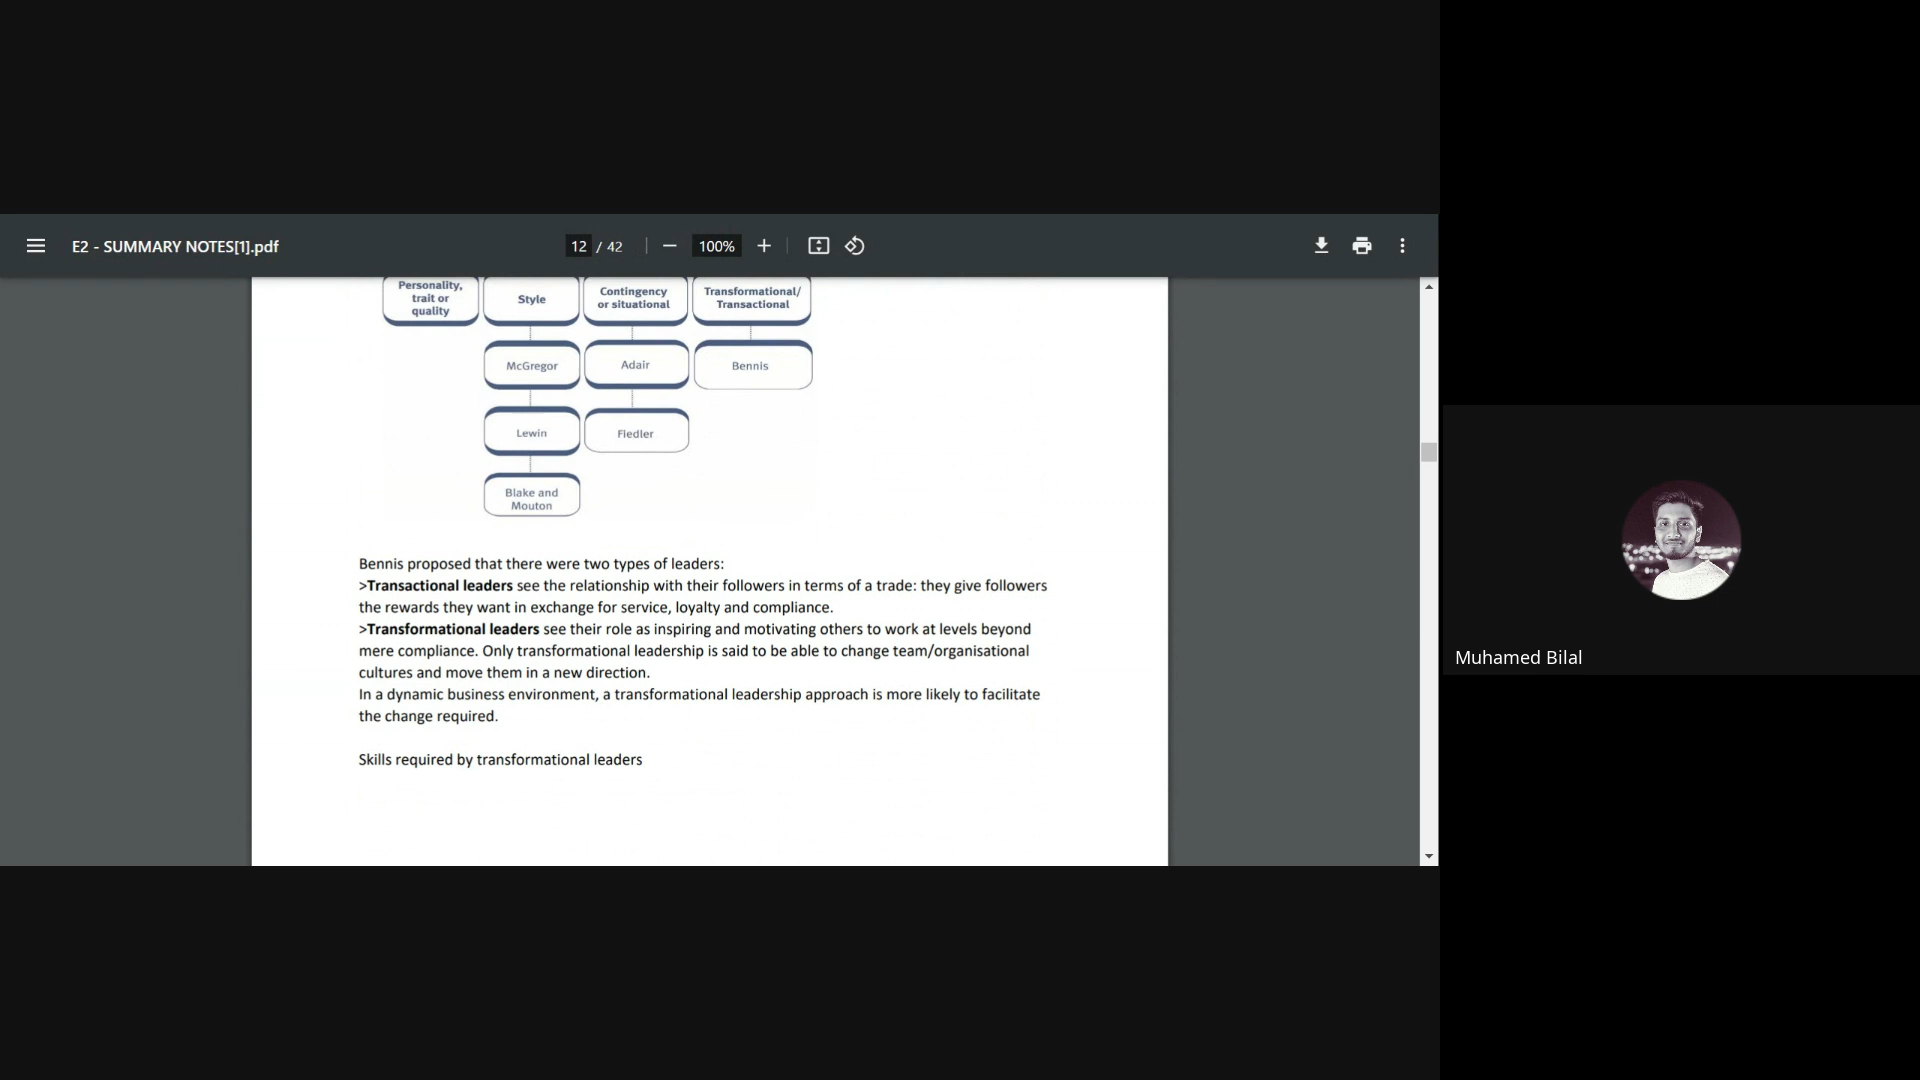 E2 - SUMMARY NOTES[1].pdf
12 / 42
100%
Personality,
trait or
quality
Style
Contingency
or situational
Transformational/
Transactional
McGregor
Adair
Bennis
Lewin
Fiedler
Blake and
Mouton
Bennis proposed that there were two types of leaders:
>Transactional leaders see the relationship with their followers in terms of a trade: they give followers
the rewards they want in exchange for service, loyalty and compliance.
>Transformational leaders see their role as inspiring and motivating others to work at levels beyond
mere compliance. Only transformational leadership is said to be able to change team/organisational
cultures and move them in a new direction.
In a dynamic business environment, a transformational leadership approach is more likely to facilitate
the change required.
Skills required by transformational leaders
Muhamed Bilal